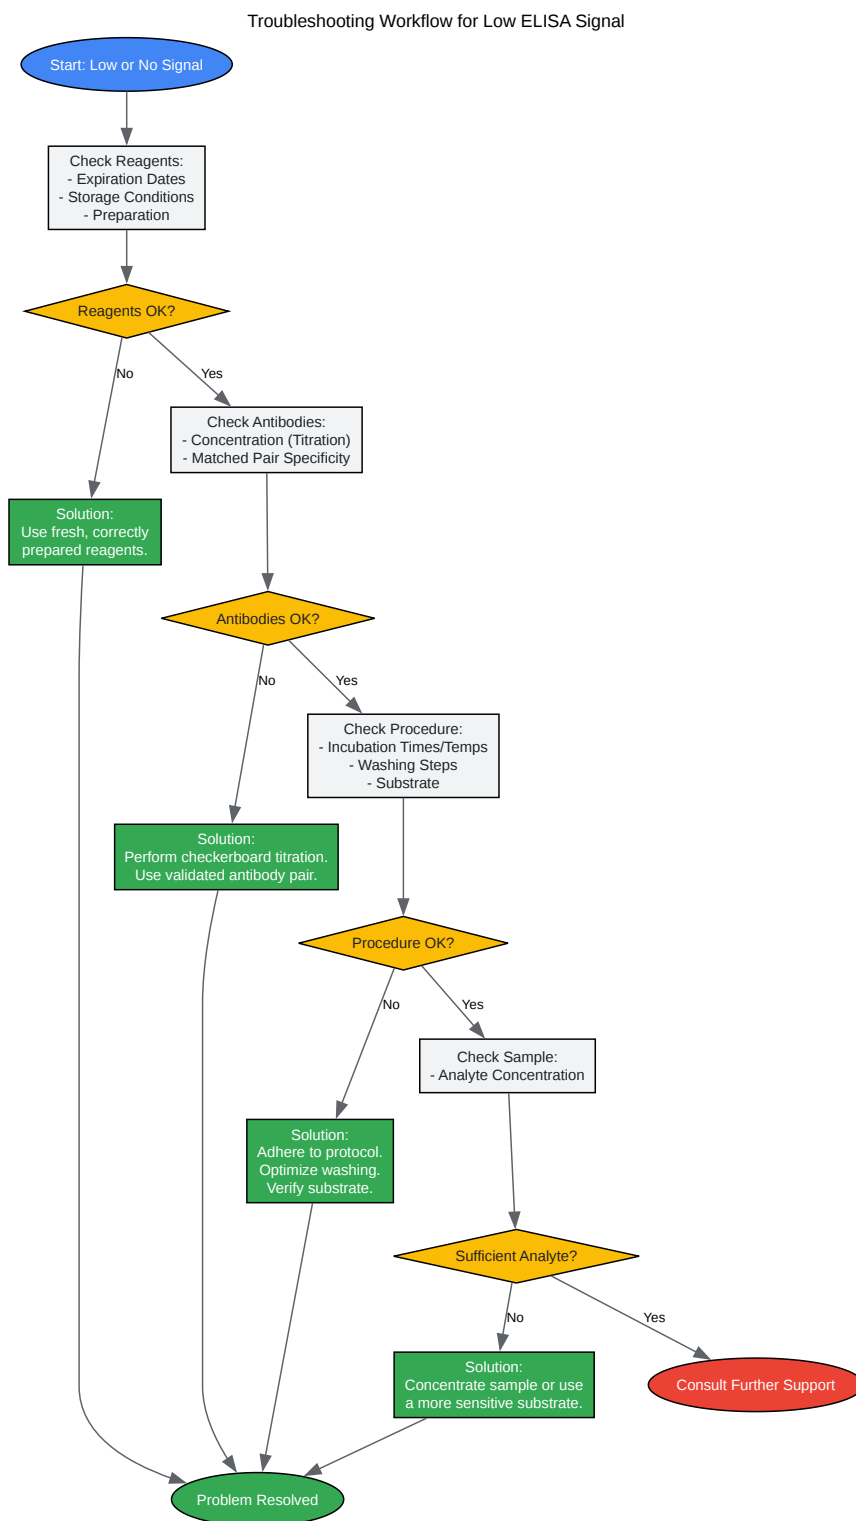 Troubleshooting Workflow for Low ELISA Signal
Start: Low or No Signal
Check Reagents:
- Expiration Dates
- Storage Conditions
- Preparation
Reagents OK?
No
Yes
Check Antibodies:
- Concentration (Titration)
- Matched Pair Specificity
Solution:
Use fresh, correctly
prepared reagents.
Antibodies OK?
No
Yes
Check Procedure:
- Incubation Times/Temps
- Washing Steps
- Substrate
Solution:
Perform checkerboard titration.
Use validated antibody pair.
Procedure OK?
No
Yes
Check Sample:
- Analyte Concentration
Solution:
Adhere to protocol.
Optimize washing.
Verify substrate.
Sufficient Analyte?
No
Yes
Solution:
Concentrate sample or use
a more sensitive substrate.
Consult Further Support
Problem Resolved